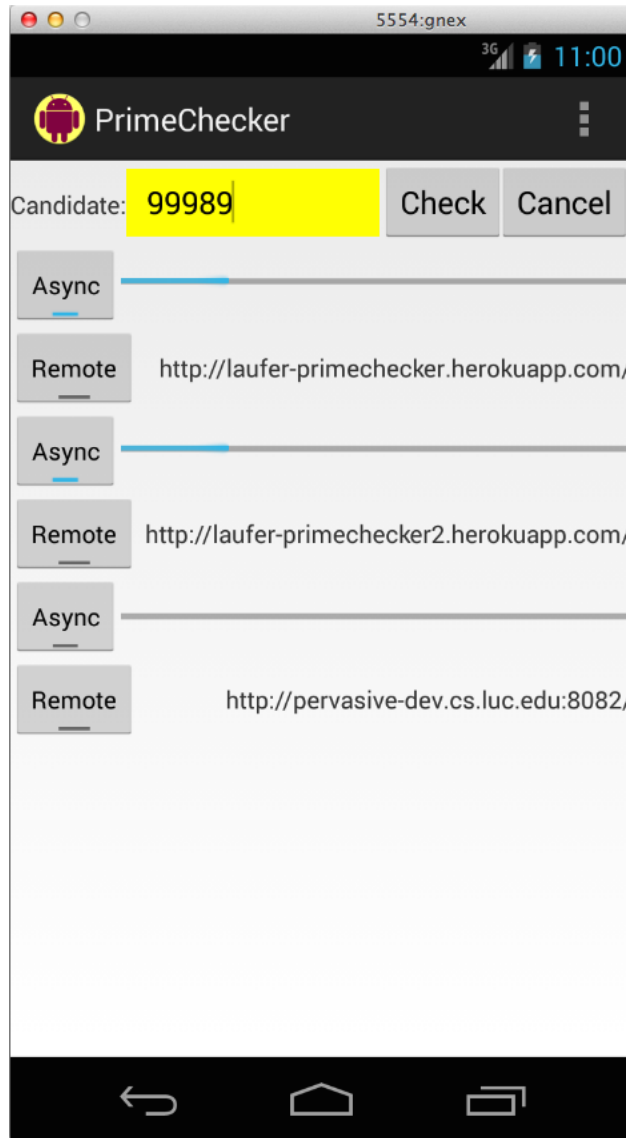 5554:gnex
3G 11:00
PrimeChecker
Candidate: 99989 Check Cancel
Async
Remote http://laufer-primechecker.herokuapp.com/
Async
Remote http://laufer-primechecker2.herokuapp.com/
Async
Remote http://pervasive-dev.cs.luc.edu:8082/